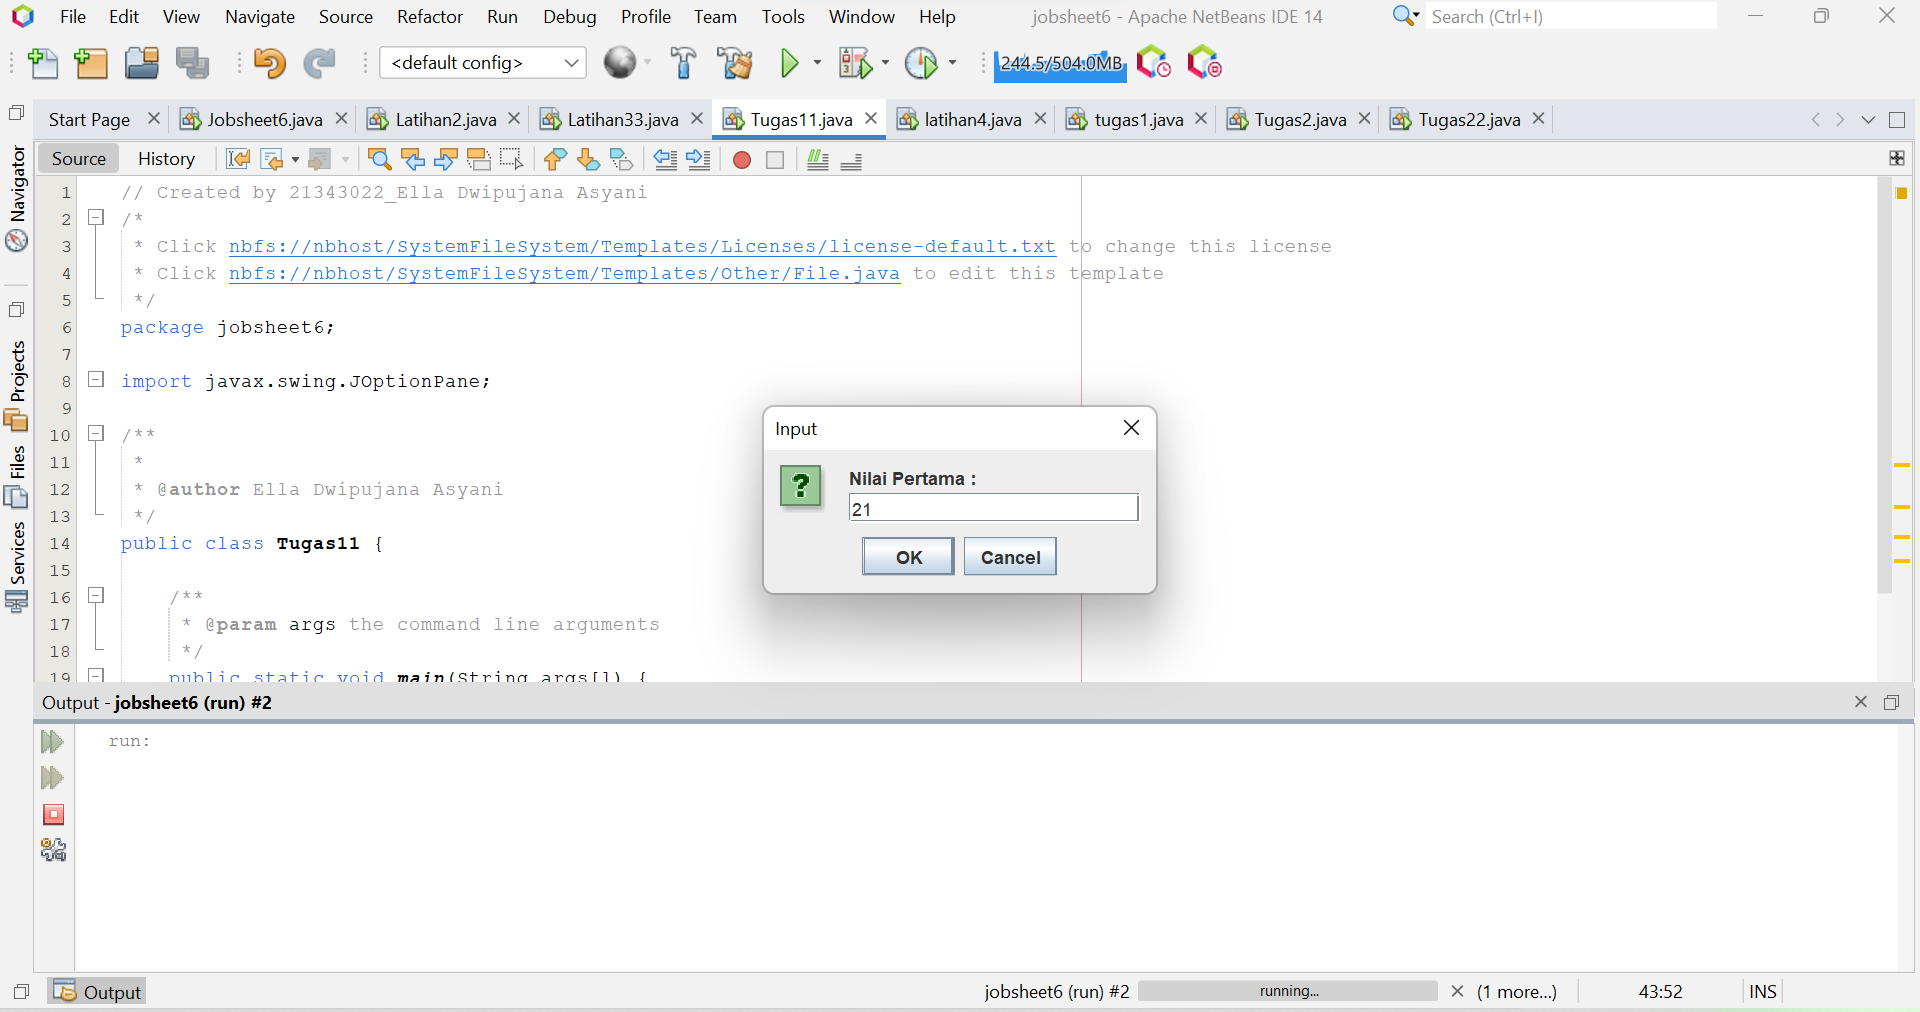 File Edit View Navigate Source Refactor Run Debug Profile Team Tools Window Help jobsheet6 - Apache NetBeans IDE 14 Search (Ctrl+I)
<default config> 244.5/504.0MB
Start Page Jobsheet6.java Latihan2.java Latihan33.java Tugas11.java latihan4.java tugas1.java Tugas2.java Tugas22.java
Source History
Navigator
Projects
Files
Services
1 // Created by 21343022_Ella Dwipujana Asyani
2 /*
3 * Click nbfs://nbhost/SystemFileSystem/Templates/Licenses/license-default.txt to change this license
4 * Click nbfs://nbhost/SystemFileSystem/Templates/Other/File.java to edit this template
5 */
6 package jobsheet6;
7
8 import javax.swing.JOptionPane;
9
10 /**
11 *
12 * @author Ella Dwipujana Asyani
13 */
14 public class Tugas11 {
15
16 /**
17 * @param args the command line arguments
18 */
19 public static void main(String args[]) {
Input
Nilai Pertama :
21
OK Cancel
Output - jobsheet6 (run) #2
run:
Output jobsheet6 (run) #2 running... (1 more...) 43:52 INS